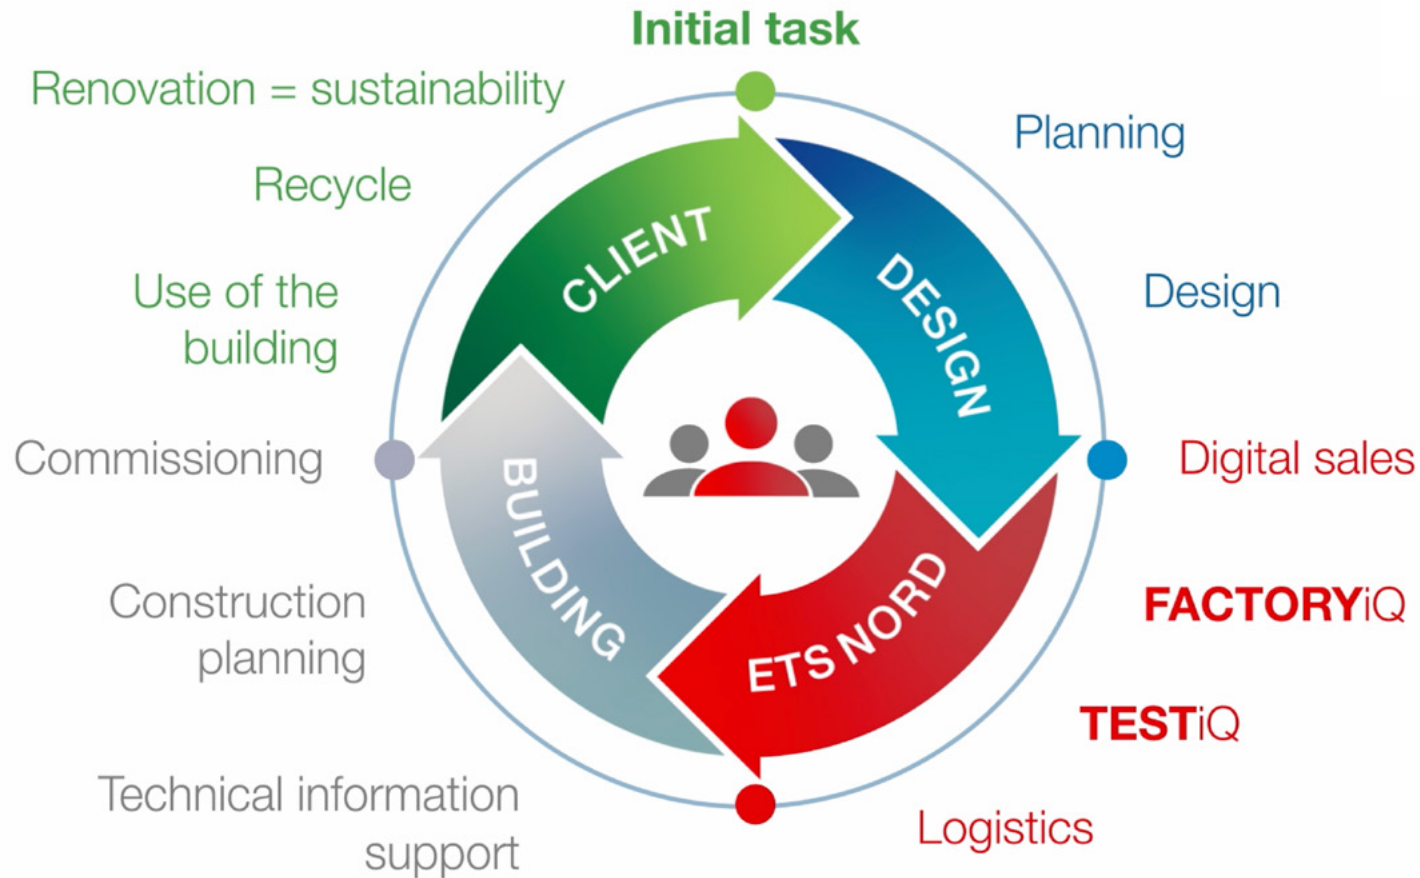 Initial task
Renovation = sustainability
Planning
Recycle
CLIENT
DESIGN
Use of the
building
Design
Commissioning
Digital sales
BUILDING
ETS NORD
Construction
planning
FACTORYiQ
TESTiQ
Technical information
support
Logistics